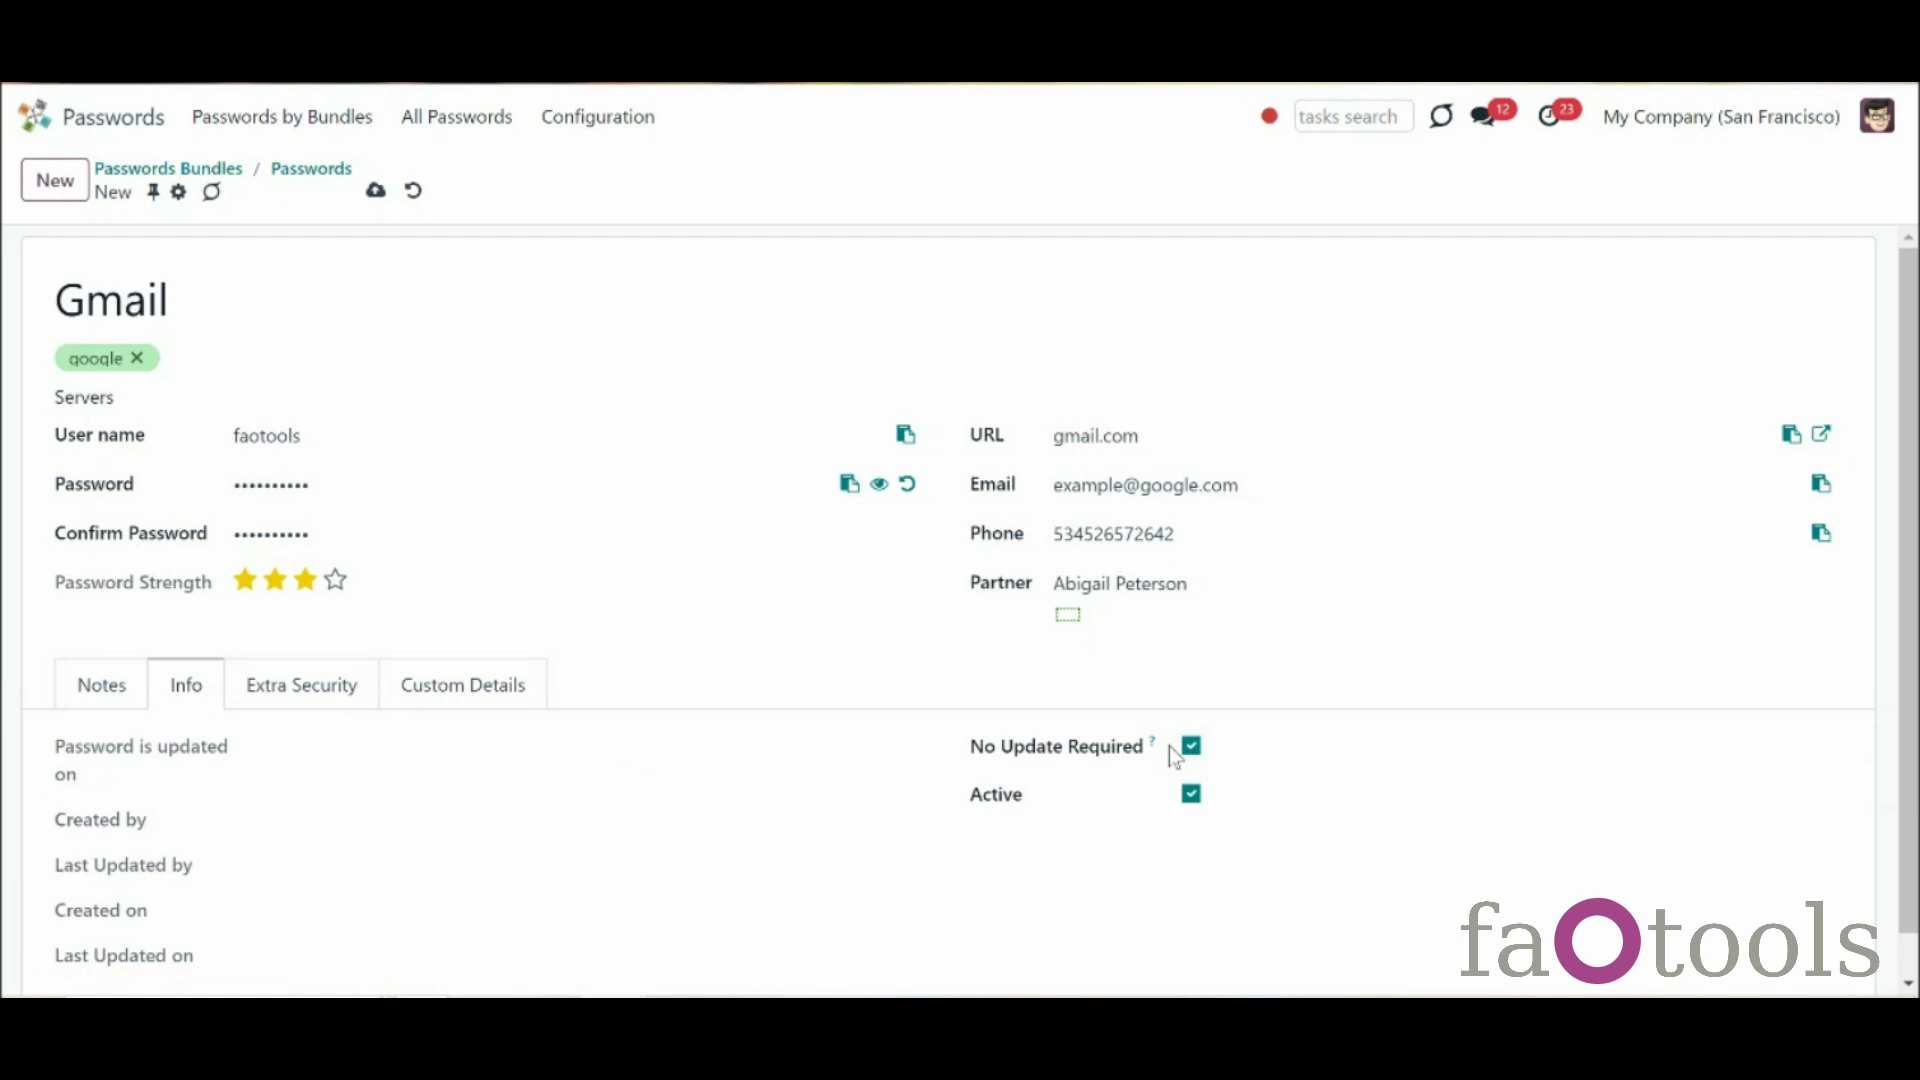 Passwords Passwords by Bundles All Passwords Configuration tasks search 12 23 My Company (San Francisco)
New Passwords Bundles / Passwords
New
Gmail
google ✕
Servers
User name faotools URL gmail.com
Password •••••••••• Email example@google.com
Confirm Password •••••••••• Phone 534526572642
Password Strength Partner Abigail Peterson
Notes Info Extra Security Custom Details
Password is updated No Update Required ?
on
Active
Created by
Last Updated by
Created on
Last Updated on
faOtools